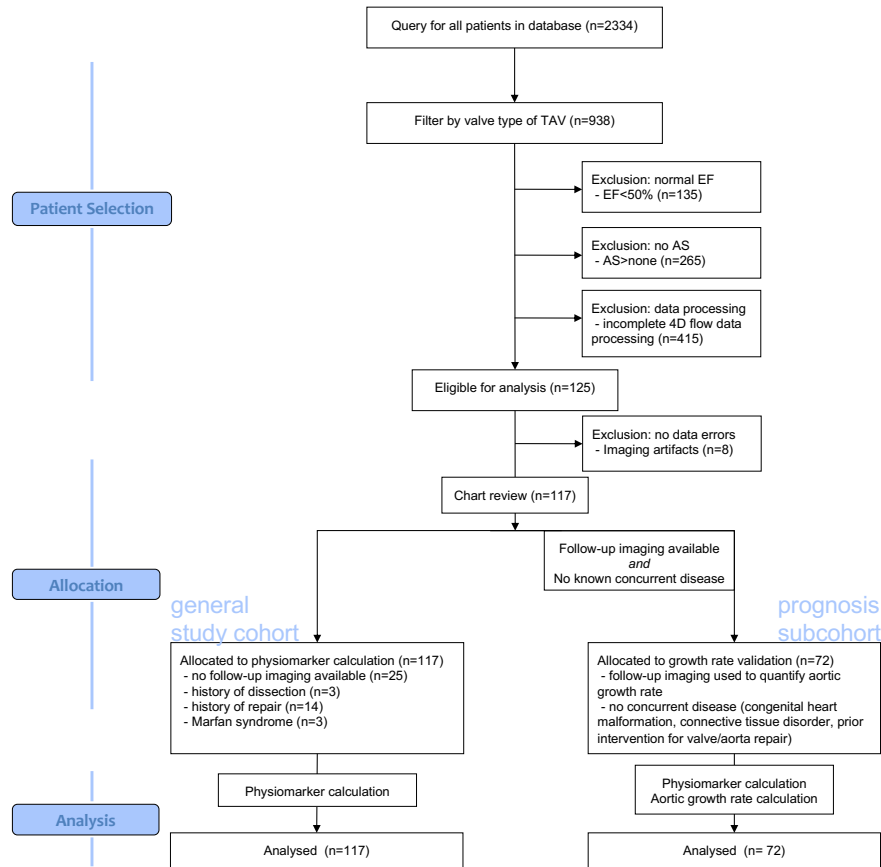 Query for all patients in database (n=2334)
Filter by valve type of TAV (n=938)
Patient Selection
Exclusion: normal EF
- EF<50% (n=135)
Exclusion: no AS
- AS>none (n=265)
Exclusion: data processing
- incomplete 4D flow data
processing (n=415)
Eligible for analysis (n=125)
Exclusion: no data errors
- Imaging artifacts (n=8)
Chart review (n=117)
Follow-up imaging available
and
No known concurrent disease
Allocation
general
study cohort
prognosis
subcohort
Allocated to physiomarker calculation (n=117)
- no follow-up imaging available (n=25)
- history of dissection (n=3)
- history of repair (n=14)
- Marfan syndrome (n=3)
Allocated to growth rate validation (n=72)
- follow-up imaging used to quantify aortic
growth rate
- no concurrent disease (congenital heart
malformation, connective tissue disorder, prior
intervention for valve/aorta repair)
Physiomarker calculation
Physiomarker calculation
Aortic growth rate calculation
Analysis
Analysed (n=117)
Analysed (n= 72)